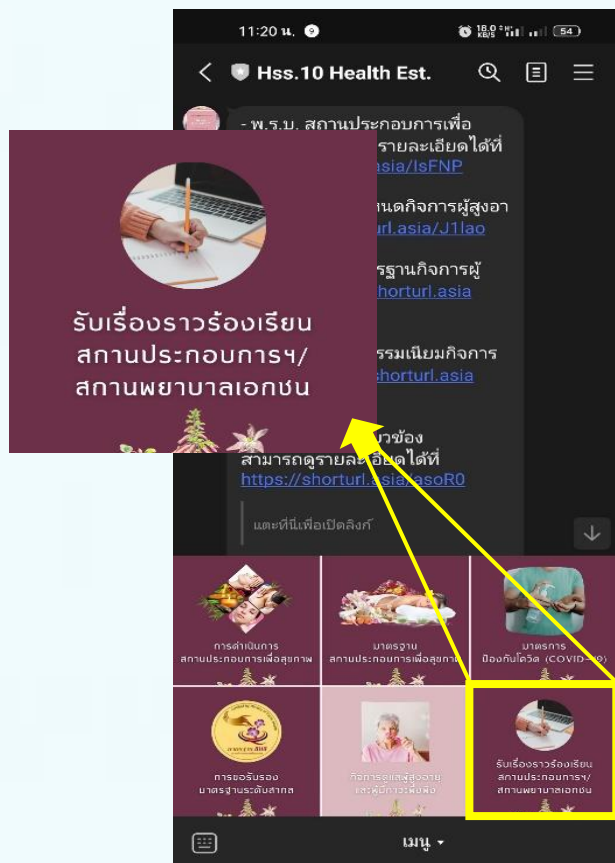 11:20 น. 9
18.0 KB/S 54
Hss.10 Health Est.
- พ.ร.บ. สถานประกอบการเพื่อ
รายละเอียดได้ที่
asia/IsFNP
รับเรื่องราวร้องเรียน
สถานประกอบการฯ/
สถานพยาบาลเอกชน
หนดกิจการผู้สูงอา
url.asia/J1lao
รฐานกิจการผู้
horturl.asia
รรมเนียมกิจการ
shorturl.asia
สามารถดูรายละเอียดได้ที่
https://shorturl.asia/asoR0
แตะที่นี่เพื่อเปิดลิงก์
การดำเนินการ
สถานประกอบการเพื่อสุขภาพ
มาตรฐาน
สถานประกอบการเพื่อสุขภาพ
มาตรการ
ป้องกันโควิด (COVID-19)
การขอรับรอง
มาตรฐานระดับสากล
กิจการดูแลผู้สูงอายุ
และผู้มีภาวะพึ่งพิง
รับเรื่องราวร้องเรียน
สถานประกอบการฯ/
สถานพยาบาลเอกชน
เมนู